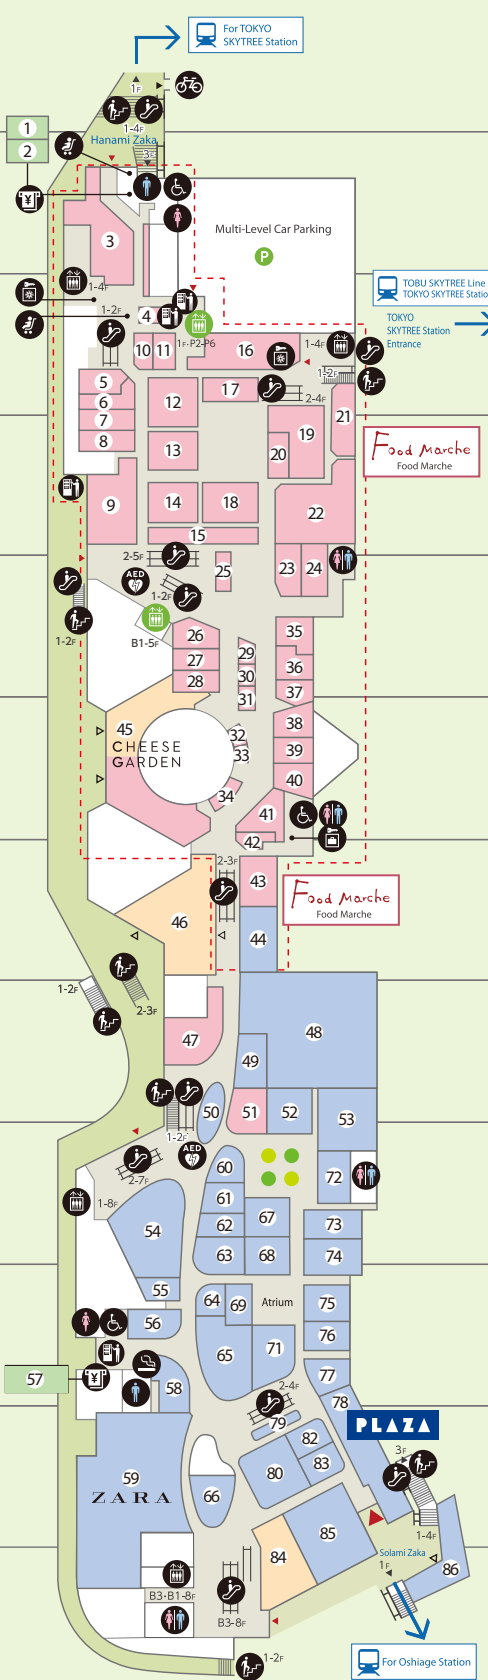 For TOKYO
SKYTREE Station
1F
1
2
1-4F
Hanami Zaka
3F
3
Multi-Level Car Parking
P
TOBU SKYTREE Line
TOKYO SKYTREE Statio
1-4F
1-2F
4
TOKYO
SKYTREE Station
Entrance
1F·P2-P6
10
11
16
1-4F
1-2F
5
6
7
8
12
17
2-4F
19
21
20
13
Food Marche
Food Marche
9
14
18
22
15
2-5F
25
23
24
AED
1-2F
1-2F
B1-5F
26
27
28
29
30
31
35
36
37
45
CHEESE
GARDEN
32
33
34
38
39
40
41
42
2-3F
43
Food Marche
Food Marche
46
44
1-2F
2-3F
47
48
49
50
51
52
53
1-2F
AED
2-7F
60
72
1-8F
61
62
67
73
54
63
68
74
55
64
69
Atrium
75
56
76
65
71
57
77
58
2-4F
78
79
PLAZA
82
83
80
3F
59
ZARA
66
85
1-4F
84
Solami Zaka
1F
86
B3·B1-8F
B3-8F
1-2F
For Oshiage Station